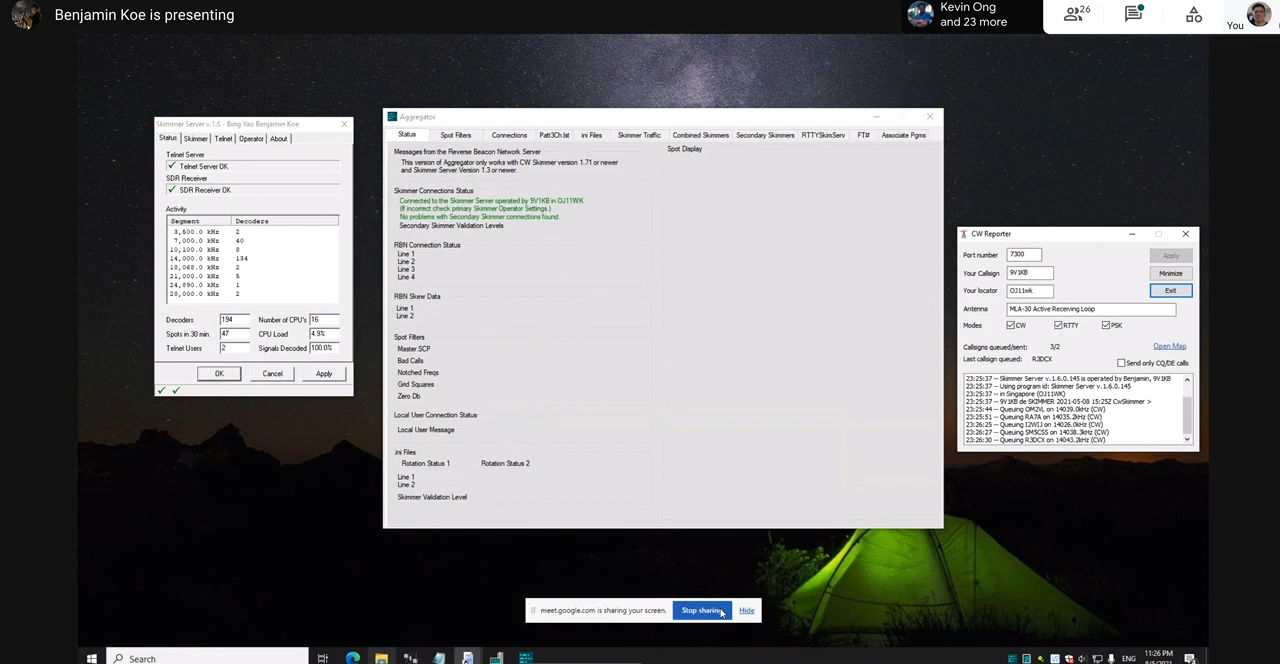 Benjamin Koe is presenting
Kevin Ong
and 23 more
26
You
Skimmer Server v.1.6 - Bing Yao Benjamin Koe
Status Skimmer Telnet Operator About
Telnet Server
Telnet Server OK
SDR Receiver
SDR Receiver OK
Activity
Segment Decoders
3,500.0 kHz 2
7,000.0 kHz 40
10,100.0 kHz 8
14,000.0 kHz 134
18,068.0 kHz 2
21,000.0 kHz 5
24,890.0 kHz 1
28,000.0 kHz 2
Decoders 194 Number of CPU's 16
Spots in 30 min. 47 CPU Load 4.9%
Telnet Users 2 Signals Decoded 100.0%
OK Cancel Apply
Aggregator
Status Spot Filters Connections Patt3Ch.lst ini Files Skimmer Traffic Combined Skimmers Secondary Skimmers RTTYSkimServ FT# Associate Pgms
Messages from the Reverse Beacon Network Server
This version of Aggregator only works with CW Skimmer version 1.71 or newer
and Skimmer Server Version 1.3 or newer.
Skimmer Connections Status
Connected to the Skimmer Server operated by 9V1KB in OJ11WK.
(If incorrect check primary Skimmer Operator Settings.)
No problems with Secondary Skimmer connections found.
Secondary Skimmer Validation Levels
RBN Connection Status
Line 1
Line 2
Line 3
Line 4
RBN Skew Data
Line 1
Line 2
Spot Filters
Master.SCP
Bad Calls
Notched Freqs
Grid Squares
Zero Db
Local User Connection Status
Local User Message
.ini Files
Rotation Status 1 Rotation Status 2
Line 1
Line 2
Skimmer Validation Level
Spot Display
CW Reporter
Port number 7300 Apply
Your Callsign 9V1KB Minimize
Your locator OJ11wk Exit
Antenna MLA-30 Active Receiving Loop
Modes CW RTTY PSK
Callsigns queued/sent: 3/2 Open Map
Last callsign queued: R3DCX
Send only CQ/DE calls
23:25:37 -- Skimmer Server v.1.6.0.145 is operated by Benjamin, 9V1KB
23:25:37 -- Using program id: Skimmer Server v.1.6.0.145
23:25:37 -- in Singapore (OJ11WK)
23:25:37 -- 9V1KB de SKIMMER 2021-05-08 15:25Z CwSkimmer >
23:25:44 -- Queuing OM2VL on 14039.0kHz (CW)
23:25:51 -- Queuing RA7A on 14035.2kHz (CW)
23:26:25 -- Queuing I2WIJ on 14026.0kHz (CW)
23:26:27 -- Queuing SM5CSS on 14038.3kHz (CW)
23:26:30 -- Queuing R3DCX on 14043.2kHz (CW)
meet.google.com is sharing your screen. Stop sharing Hide
Search
ENG
11:26 PM